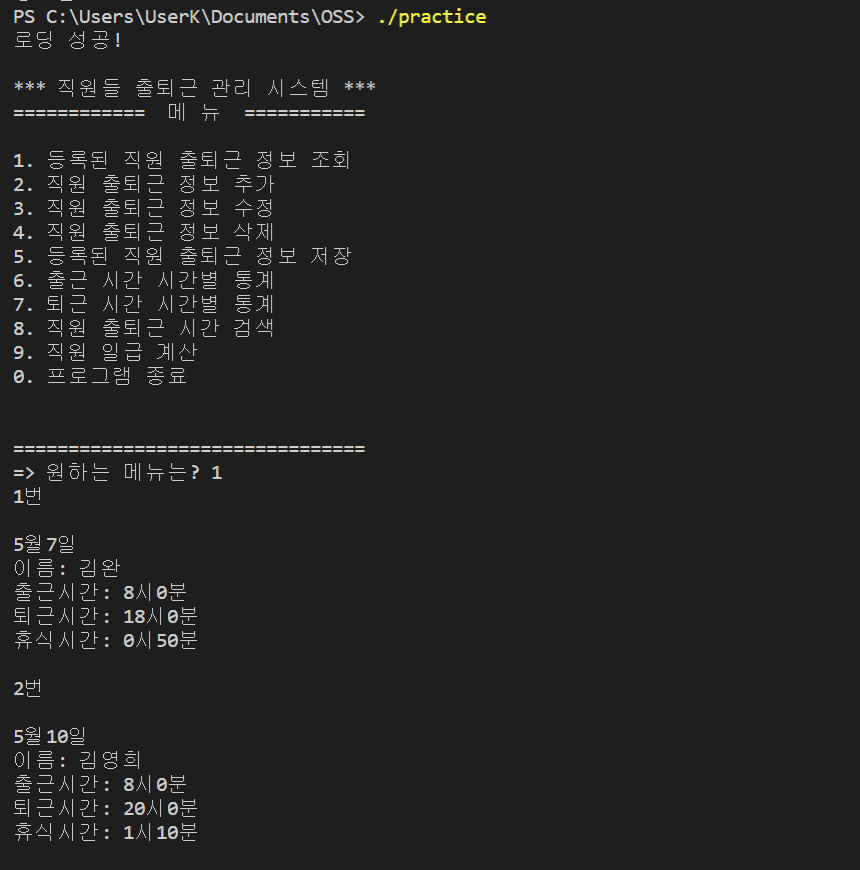 PS C:\Users\UserK\Documents\OSS> ./practice
로딩 성공!
*** 직원들 출퇴근 관리 시스템 ***
============ 메 뉴 ===========
1. 등록된 직원 출퇴근 정보 조회
2. 직원 출퇴근 정보 추가
3. 직원 출퇴근 정보 수정
4. 직원 출퇴근 정보 삭제
5. 등록된 직원 출퇴근 정보 저장
6. 출근 시간 시간별 통계
7. 퇴근 시간 시간별 통계
8. 직원 출퇴근 시간 검색
9. 직원 일급 계산
0. 프로그램 종료
================================
=> 원하는 메뉴는? 1
1번
5월7일
이름: 김완
출근시간: 8시0분
퇴근시간: 18시0분
휴식시간: 0시50분
2번
5월10일
이름: 김영희
출근시간: 8시0분
퇴근시간: 20시0분
휴식시간: 1시10분